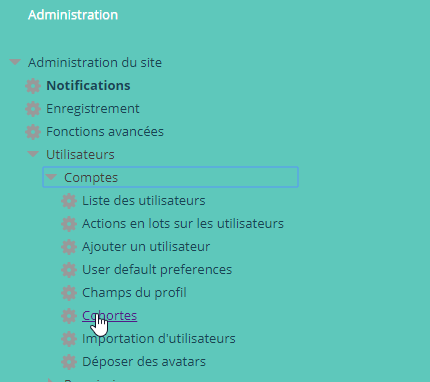 Administration
Administration du site
Notifications
Enregistrement
Fonctions avancées
Utilisateurs
Comptes
Liste des utilisateurs
Actions en lots sur les utilisateurs
Ajouter un utilisateur
User default preferences
Champs du profil
Cohortes
Importation d'utilisateurs
Déposer des avatars